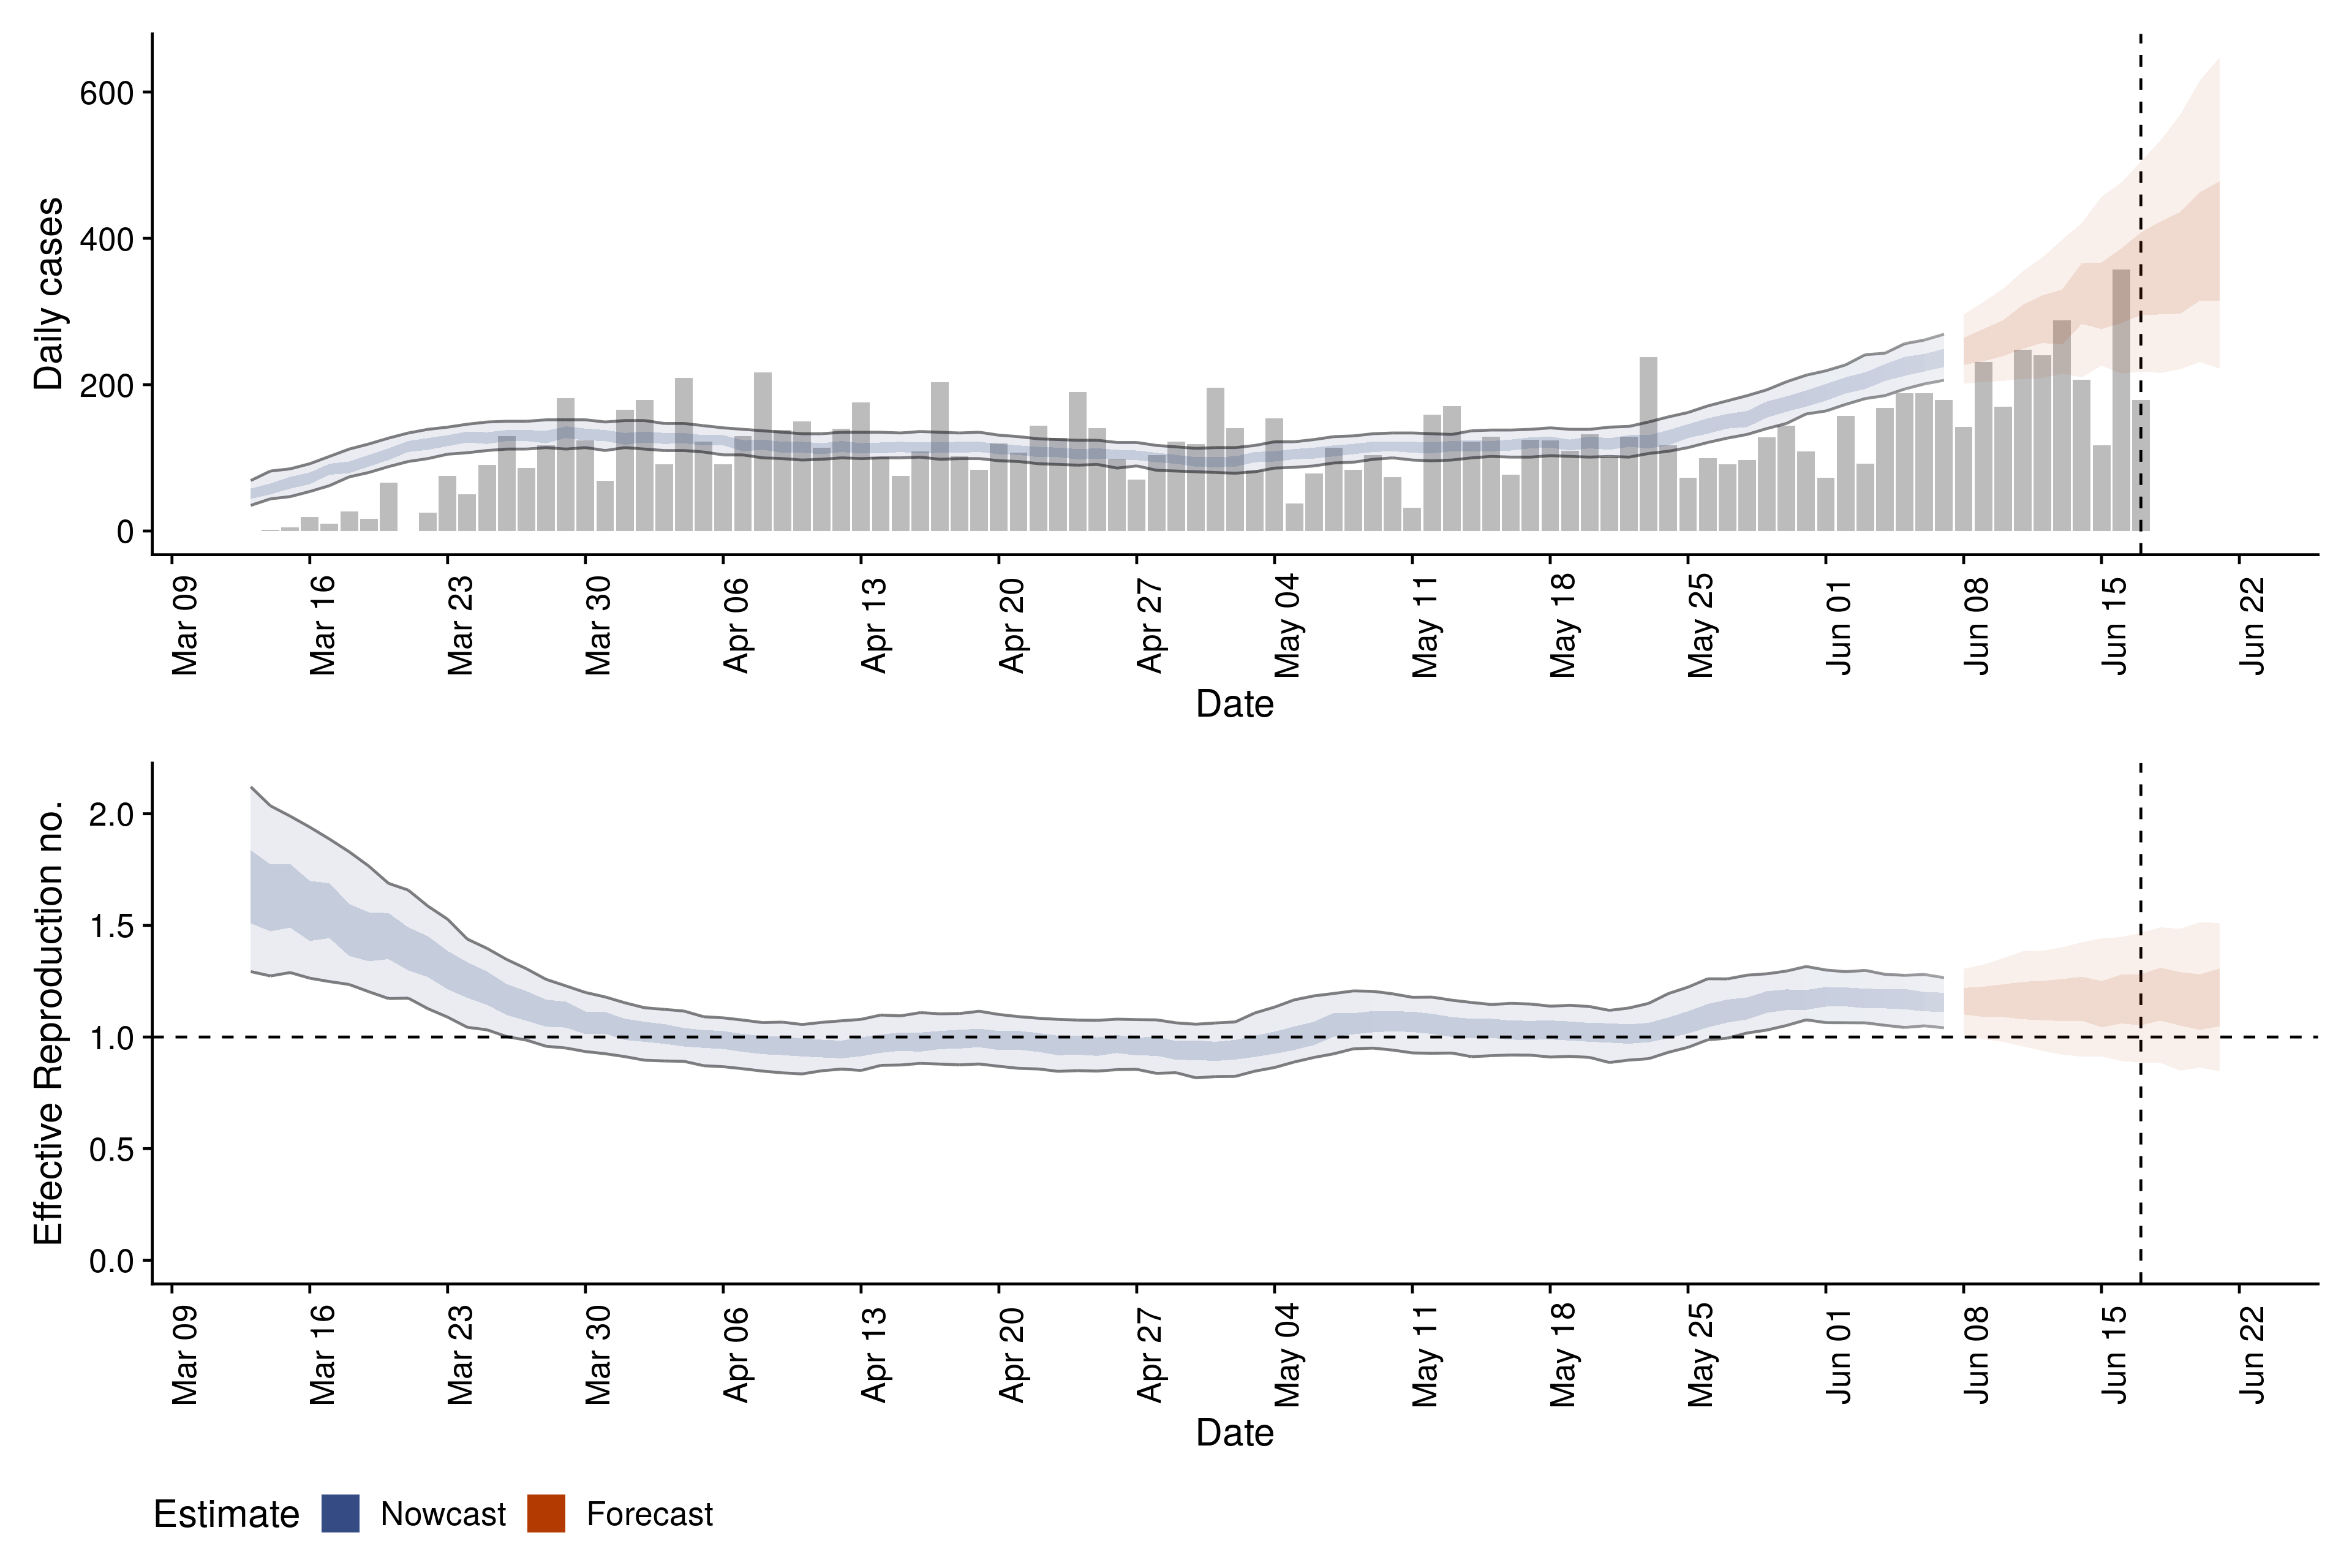 Daily cases
600
400
200
0
Mar 09 Mar 16 Mar 23 Mar 30 Apr 06 Apr 13 Apr 20 Apr 27 May 04 May 11 May 18 May 25 Jun 01 Jun 08 Jun 15 Jun 22
Date
Effective Reproduction no.
2.0
1.5
1.0
0.5
0.0
Mar 09 Mar 16 Mar 23 Mar 30 Apr 06 Apr 13 Apr 20 Apr 27 May 04 May 11 May 18 May 25 Jun 01 Jun 08 Jun 15 Jun 22
Date
Estimate Nowcast Forecast